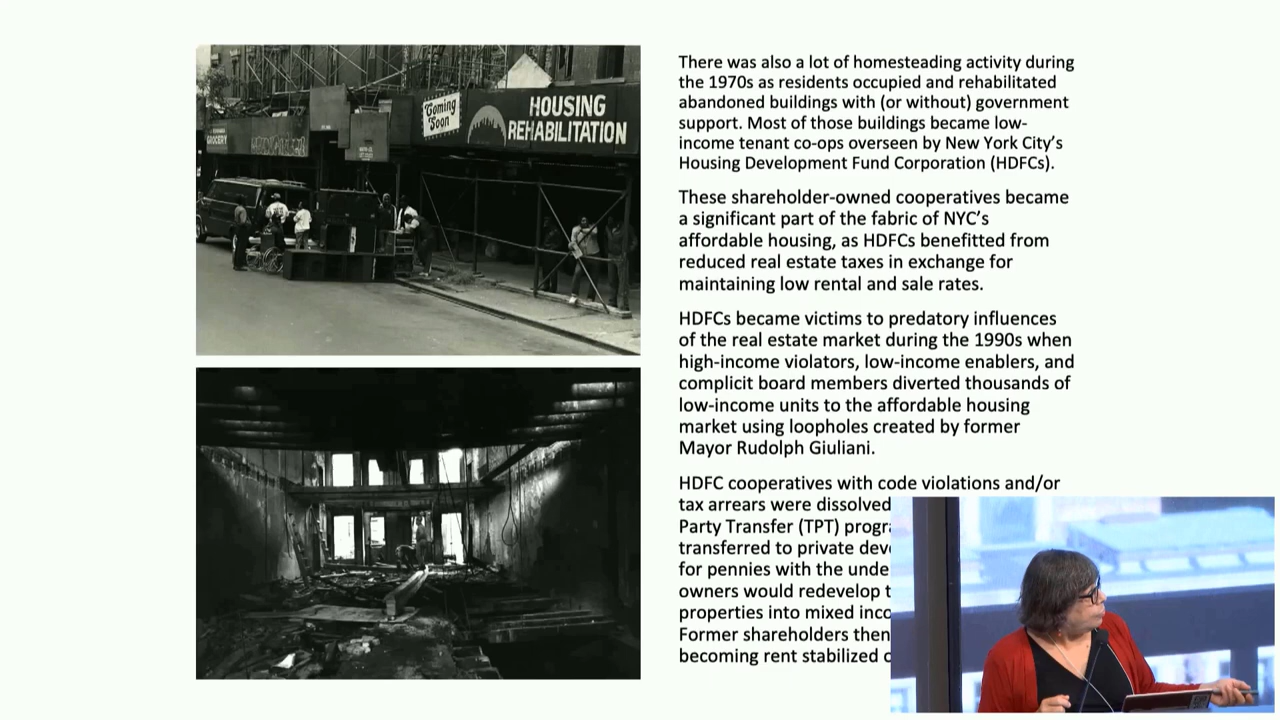 Coming
Soon
HOUSING
REHABILITATION
GROCERY
There was also a lot of homesteading activity during
the 1970s as residents occupied and rehabilitated
abandoned buildings with (or without) government
support. Most of those buildings became low-
income tenant co-ops overseen by New York City’s
Housing Development Fund Corporation (HDFCs).
These shareholder-owned cooperatives became
a significant part of the fabric of NYC’s
affordable housing, as HDFCs benefitted from
reduced real estate taxes in exchange for
maintaining low rental and sale rates.
HDFCs became victims to predatory influences
of the real estate market during the 1990s when
high-income violators, low-income enablers, and
complicit board members diverted thousands of
low-income units to the affordable housing
market using loopholes created by former
Mayor Rudolph Giuliani.
HDFC cooperatives with code violations and/or
tax arrears were dissolved
Party Transfer (TPT)
transferred to private
for pennies with the
owners would redevelop
properties into mixed
Former shareholders then
becoming rent stabilized